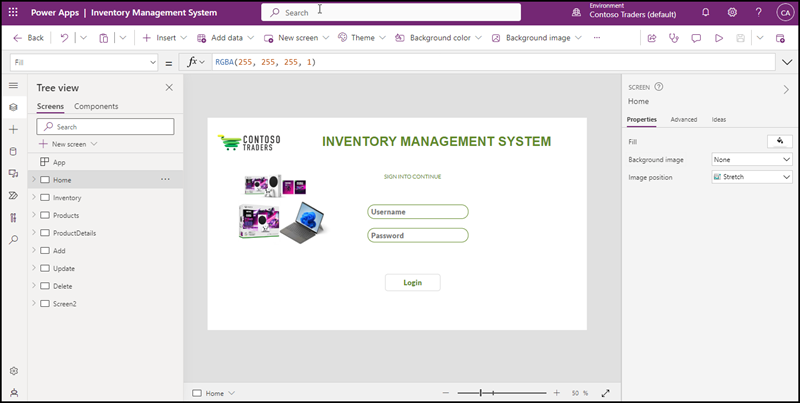 Power Apps | Inventory Management System
Search
Environment
Contoso Traders (default)
CA
Back
Insert
Add data
New screen
Theme
Background color
Background image
Fill
=
fx
RGBA(255, 255, 255, 1)
Tree view
Screens
Components
Search
New screen
App
Home
Inventory
Products
ProductDetails
Add
Update
Delete
Screen2
CONTOSO
TRADERS
INVENTORY MANAGEMENT SYSTEM
SIGN INTO CONTINUE
Username
Password
Login
Home
50 %
SCREEN
Home
Properties
Advanced
Ideas
Fill
Background image
None
Image position
Stretch